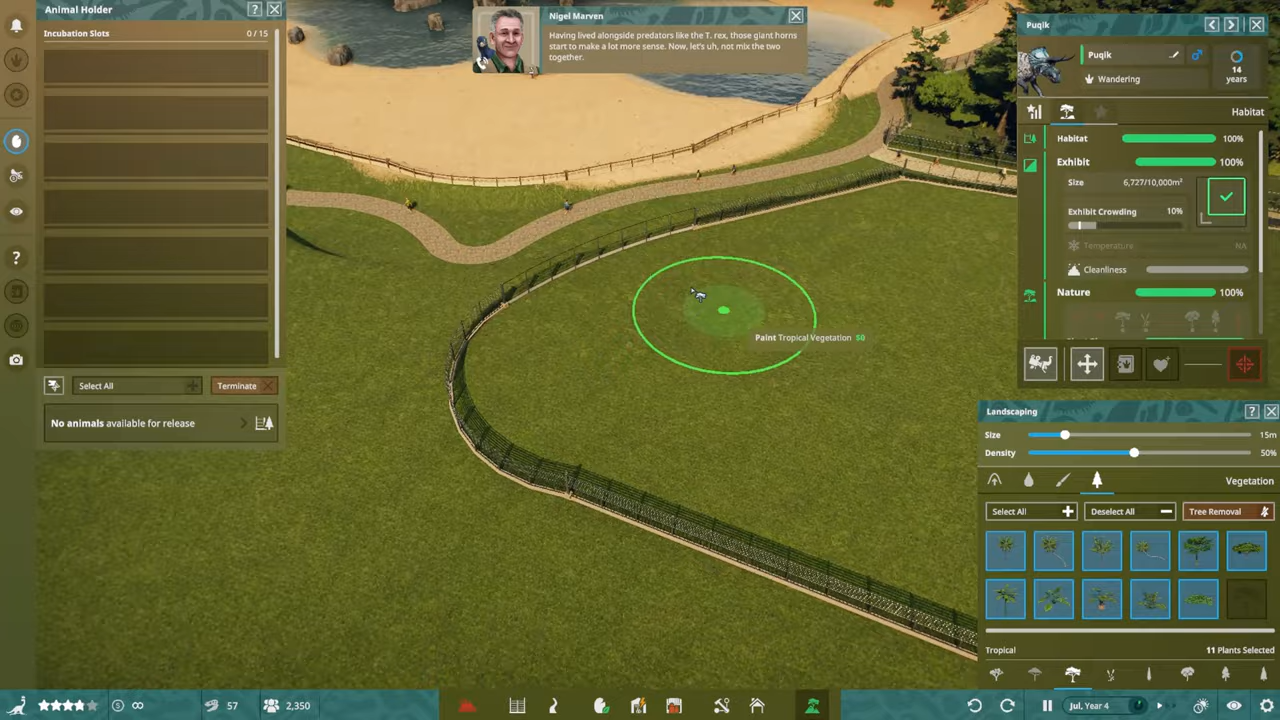 Animal Holder
?
Incubation Slots
0 / 15
Select All
Terminate
No animals available for release
Nigel Marven
Having lived alongside predators like the T. rex, those giant horns
start to make a lot more sense. Now, let's uh, not mix the two
together.
Paint Tropical Vegetation $0
Puqik
Puqik
Wandering
14
years
Habitat
Habitat 100%
Exhibit 100%
Size 6,727/10,000m²
Exhibit Crowding 10%
Temperature NA
Cleanliness
Nature 100%
Landscaping
?
Size 15m
Density 50%
Vegetation
Select All
Deselect All
Tree Removal
Tropical 11 Plants Selected
?
57
2,350
Jul, Year 4